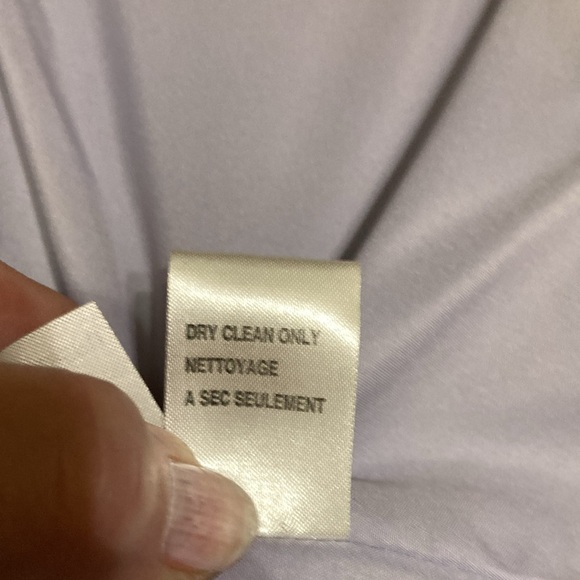 DRY CLEAN ONLY
NETTOYAGE
A SEC SEULEMENT